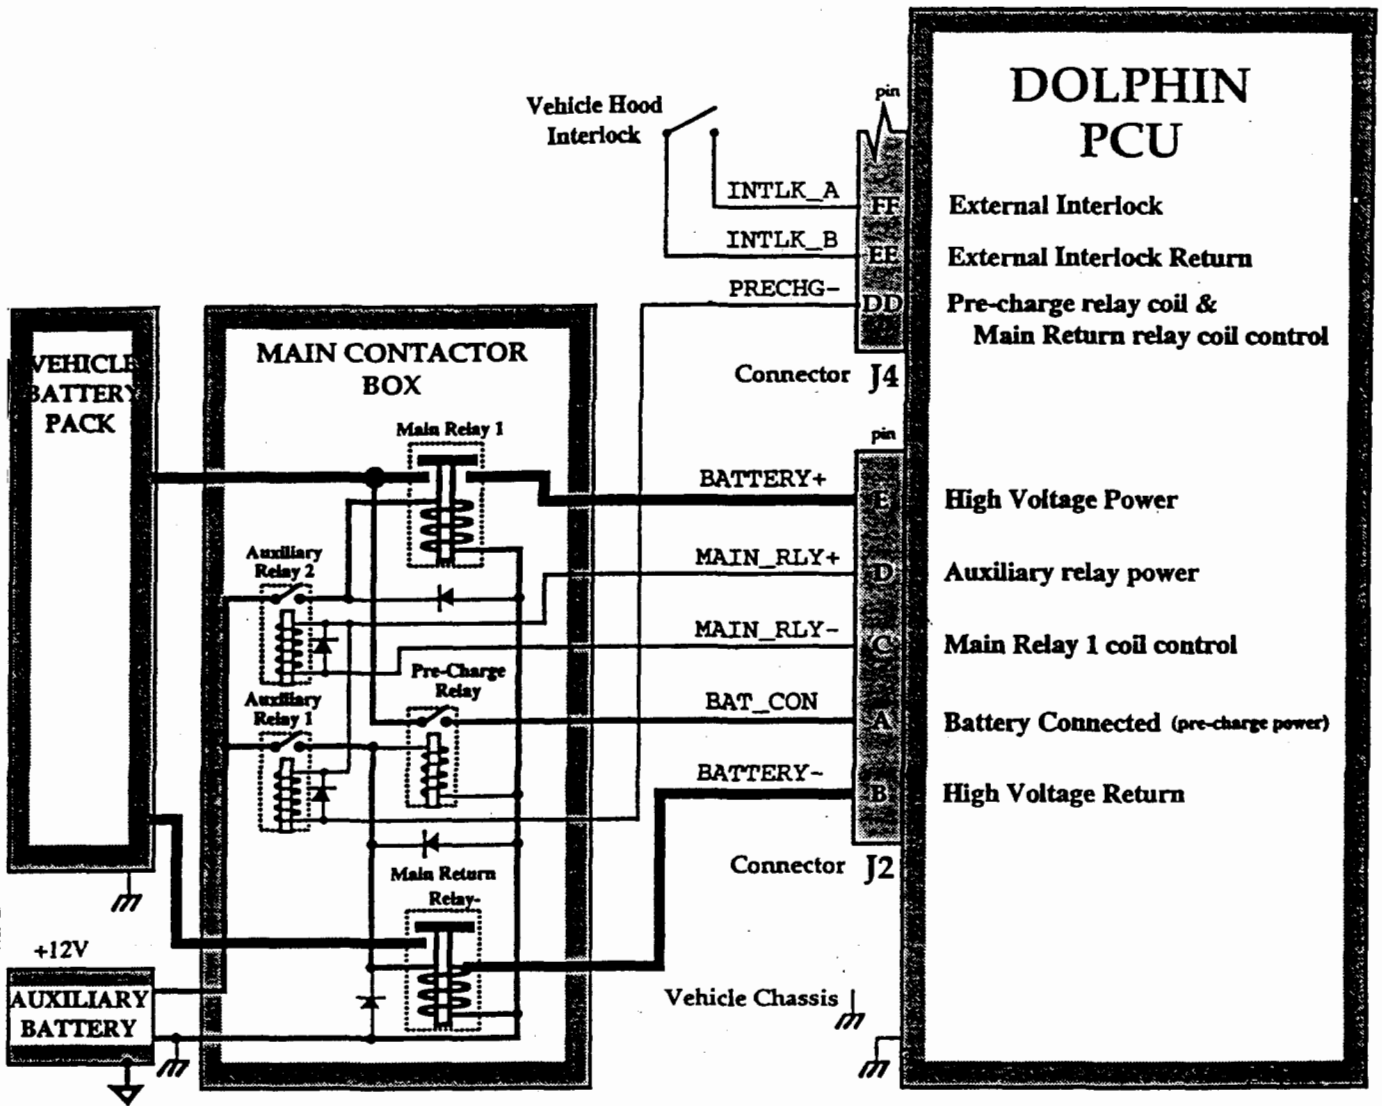 DOLPHIN
PCU
pin
Vehicle Hood
Interlock
INTLK_A
FF
External Interlock
INTLK_B
EE
External Interlock Return
PRECHG-
DD
Pre-charge relay coil &
Main Return relay coil control
Connector J4
VEHICLE
BATTERY
PACK
MAIN CONTACTOR
BOX
Main Relay 1
pin
BATTERY+
E
High Voltage Power
Auxiliary
Relay 2
MAIN_RLY+
D
Auxiliary relay power
MAIN_RLY-
C
Main Relay 1 coil control
Pre-Charge
Relay
Auxiliary
Relay 1
BAT_CON
A
Battery Connected (pre-charge power)
BATTERY-
B
High Voltage Return
Connector J2
Main Return
Relay-
+12V
AUXILIARY
BATTERY
Vehicle Chassis